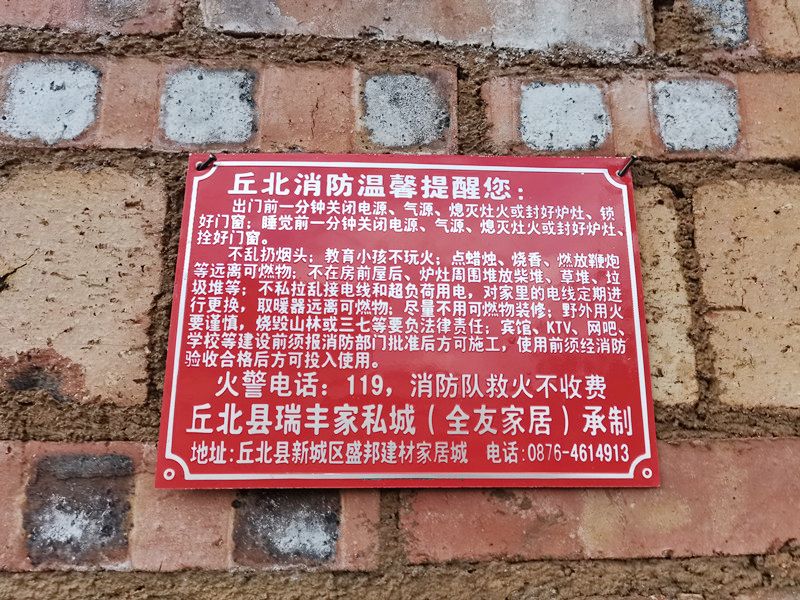 丘北消防温馨提醒您：
出门前一分钟关闭电源、气源、熄灭灶火或封好炉灶、锁
好门窗；睡觉前一分钟关闭电源、气源、熄灭灶火或封好炉灶、
拴好门窗。
不乱扔烟头；教育小孩不玩火；点蜡烛、烧香、燃放鞭炮
等远离可燃物；不在房前屋后、炉灶周围堆放柴堆、草堆、垃
圾堆等；不私拉乱接电线和超负荷用电，对家里的电线定期进
行更换，取暖器远离可燃物；尽量不用可燃物装修；野外用火
要谨慎，烧毁山林或三七等要负法律责任；宾馆、KTV、网吧、
学校等建设前须报消防部门批准后方可施工，使用前须经消防
验收合格后方可投入使用。
火警电话：119，消防队救火不收费
丘北县瑞丰家私城（全友家居）承制
地址：丘北县新城区盛邦建材家居城 电话：0876-4614913